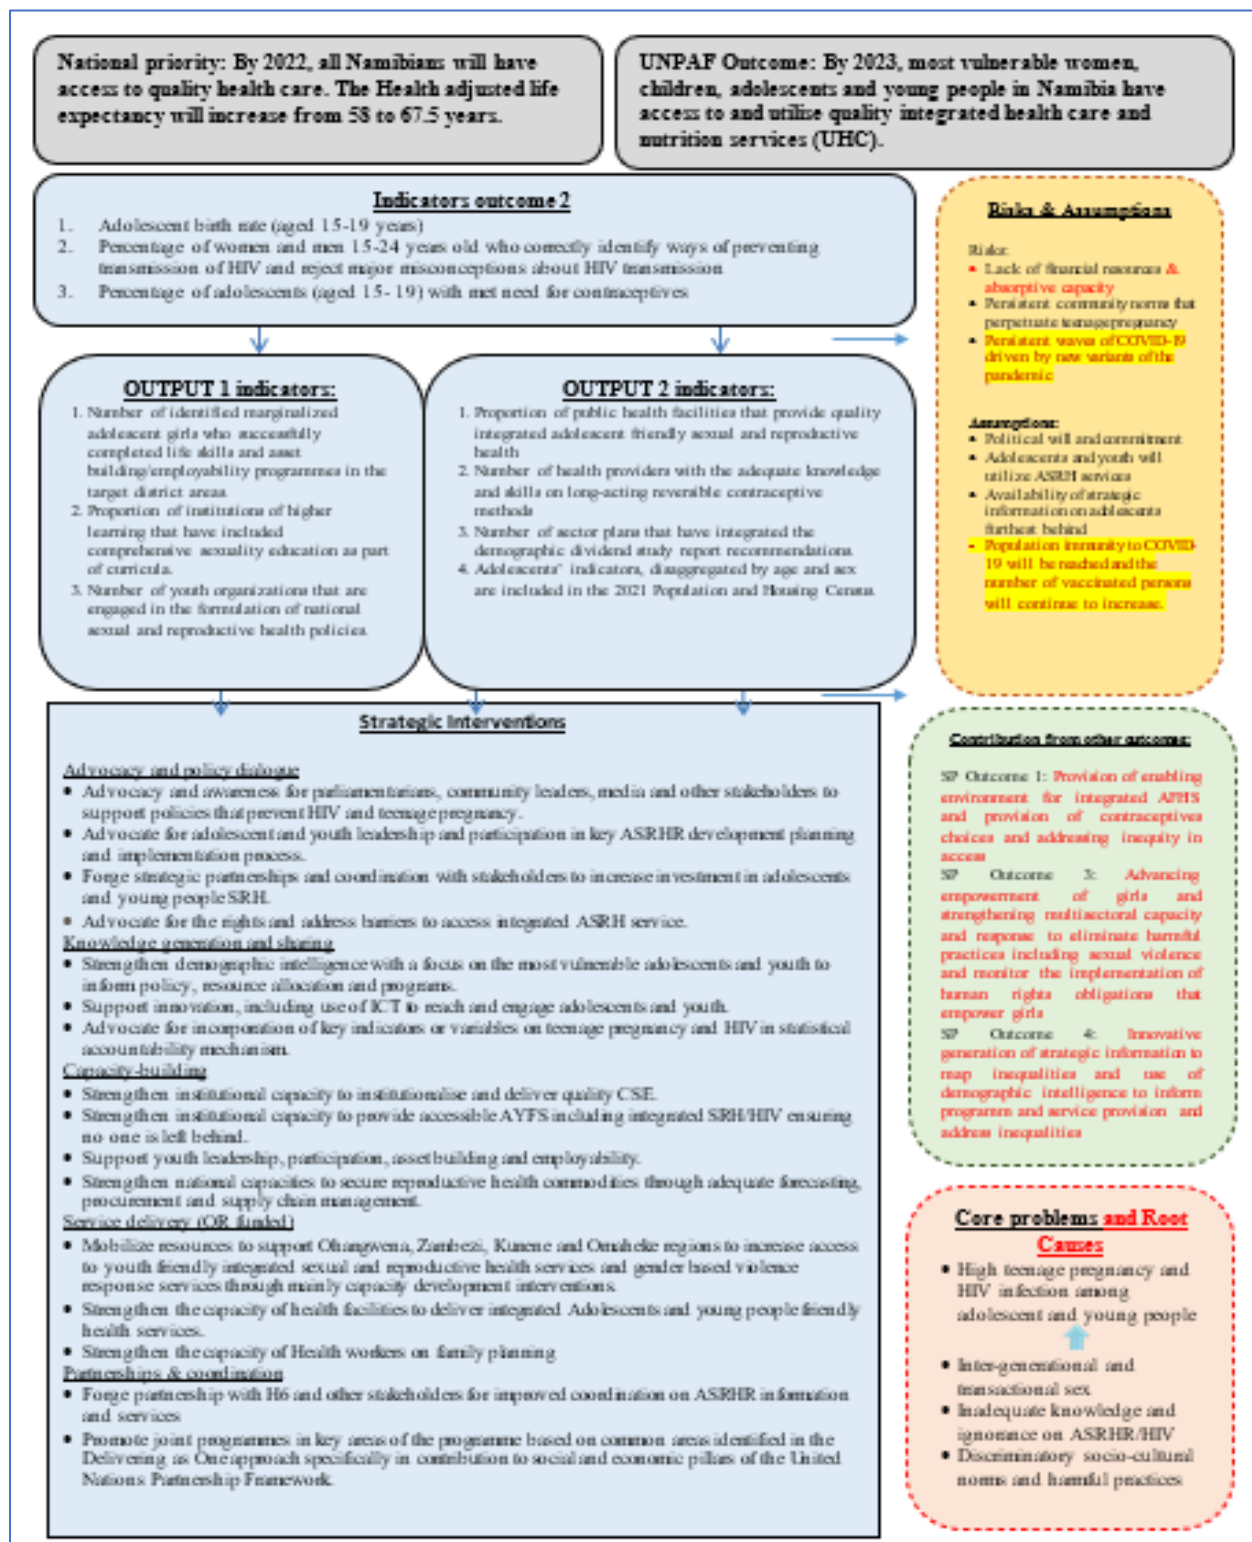 National priority: By 2022, all Namibians will have
access to quality health care. The Health adjusted life
expectancy will increase from 58 to 67.5 years.
UNPAF Outcome: By 2023, most vulnerable women,
children, adolescents and young people in Namibia have
access to and utilise quality integrated health care and
nutrition services (UHC).
Indicators outcome 2
1. Adolescent birth rate (aged 15-19 years)
2. Percentage of women and men 15-24 years old who correctly identify ways of preventing
transmission of HIV and reject major misconceptions about HIV transmission
3. Percentage of adolescents (aged 15- 19) with met need for contraceptives
Risks & Assumptions
Risks:
• Lack of financial resources &
absorptive capacity
• Persistent community norms that
perpetuate teenage pregnancy
• Persistent waves of COVID-19
driven by new variants of the
pandemic
Assumptions:
• Political will and commitment
• Adolescents and youth will
utilize ASRH services
• Availability of strategic
information on adolescents
furthest behind
• Population immunity to COVID-
19 will be reached and the
number of vaccinated persons
will continue to increase.
OUTPUT 1 indicators:
1. Number of identified marginalized
adolescent girls who successfully
completed life skills and asset
building/employability programmes in the
target district areas.
2. Proportion of institutions of higher
learning that have included
comprehensive sexuality education as part
of curricula.
3. Number of youth organizations that are
engaged in the formulation of national
sexual and reproductive health policies.
OUTPUT 2 indicators:
1. Proportion of public health facilities that provide quality
integrated adolescent friendly sexual and reproductive
health
2. Number of health providers with the adequate knowledge
and skills on long-acting reversible contraceptive
methods
3. Number of sector plans that have integrated the
demographic dividend study report recommendations.
4. Adolescents' indicators, disaggregated by age and sex
are included in the 2021 Population and Housing Census.
Strategic Interventions
Advocacy and policy dialogue
• Advocacy and awareness for parliamentarians, community leaders, media and other stakeholders to
support policies that prevent HIV and teenage pregnancy.
• Advocate for adolescent and youth leadership and participation in key ASRHR development planning
and implementation process.
• Forge strategic partnerships and coordination with stakeholders to increase investment in adolescents
and young people SRH.
• Advocate for the rights and address barriers to access integrated ASRH service.
Knowledge generation and sharing
• Strengthen demographic intelligence with a focus on the most vulnerable adolescents and youth to
inform policy, resource allocation and programs.
• Support innovation, including use of ICT to reach and engage adolescents and youth.
• Advocate for incorporation of key indicators or variables on teenage pregnancy and HIV in statistical
accountability mechanism.
Capacity-building
• Strengthen institutional capacity to institutionalise and deliver quality CSE.
• Strengthen institutional capacity to provide accessible AYFS including integrated SRH/HIV ensuring
no one is left behind.
• Support youth leadership, participation, asset building and employability.
• Strengthen national capacities to secure reproductive health commodities through adequate forecasting,
procurement and supply chain management.
Service delivery (OR funded)
• Mobilize resources to support Ohangwena, Zambezi, Kunene and Omaheke regions to increase access
to youth friendly integrated sexual and reproductive health services and gender based violence
response services through mainly capacity development interventions.
• Strengthen the capacity of health facilities to deliver integrated Adolescents and young people friendly
health services.
• Strengthen the capacity of Health workers on family planning
Partnerships & coordination
• Forge partnership with H6 and other stakeholders for improved coordination on ASRHR information
and services
• Promote joint programmes in key areas of the programme based on common areas identified in the
Delivering as One approach specifically in contribution to social and economic pillars of the United
Nations Partnership Framework.
Contribution from other outcomes:
SP Outcome 1: Provision of enabling
environment for integrated AFHS
and provision of contraceptives
choices and addressing inequity in
access
SP Outcome 3: Advancing
empowerment of girls and
strengthening multisectoral capacity
and response to eliminate harmful
practices including sexual violence
and monitor the implementation of
human rights obligations that
empower girls
SP Outcome 4: Innovative
generation of strategic information to
map inequalities and use of
demographic intelligence to inform
programm and service provision and
address inequalities
Core problems and Root
Causes
• High teenage pregnancy and
HIV infection among
adolescent and young people
• Inter-generational and
transactional sex
• Inadequate knowledge and
ignorance on ASRHR/HIV
• Discriminatory socio-cultural
norms and harmful practices